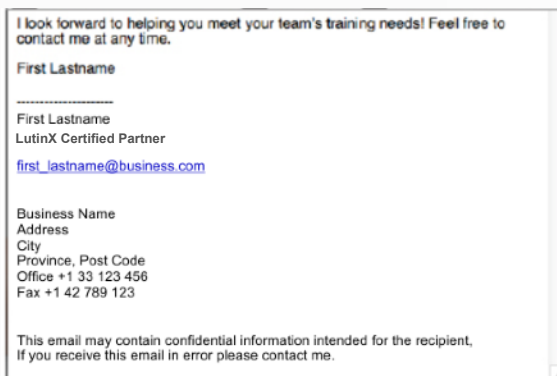 I look forward to helping you meet your team's training needs! Feel free to
contact me at any time.
First Lastname
---------------------
First Lastname
LutinX Certified Partner
first_lastname@business.com
Business Name
Address
City
Province, Post Code
Office +1 33 123 456
Fax +1 42 789 123
This email may contain confidential information intended for the recipient,
If you receive this email in error please contact me.